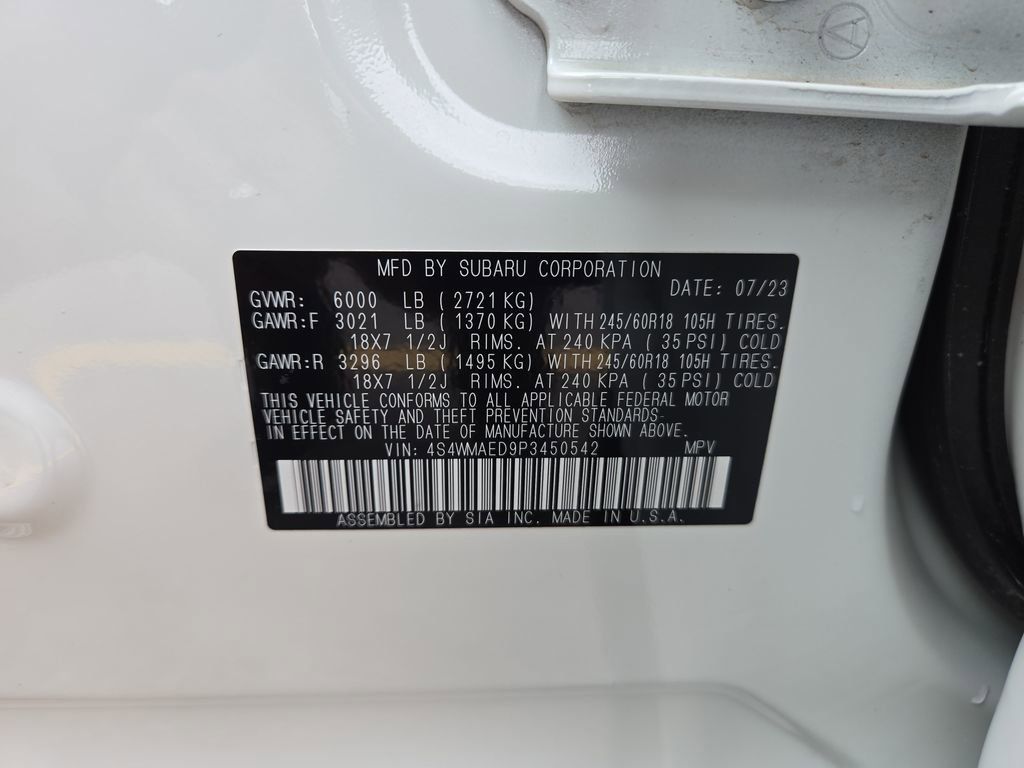 A
MFD BY SUBARU CORPORATION
DATE: 07/23
GVWR: 6000 LB ( 2721 KG)
GAWR:F 3021 LB ( 1370 KG) WITH 245/60R18 105H TIRES.
18X7 1/2J RIMS. AT 240 KPA ( 35 PSI) COLD
GAWR:R 3296 LB ( 1495 KG) WITH 245/60R18 105H TIRES.
18X7 1/2J RIMS. AT 240 KPA ( 35 PSI) COLD
THIS VEHICLE CONFORMS TO ALL APPLICABLE FEDERAL MOTOR
VEHICLE SAFETY AND THEFT PREVENTION STANDARDS
IN EFFECT ON THE DATE OF MANUFACTURE SHOWN ABOVE.
VIN: 4S4WMAED9P3450542 MPV
ASSEMBLED BY SIA INC. MADE IN U.S.A.